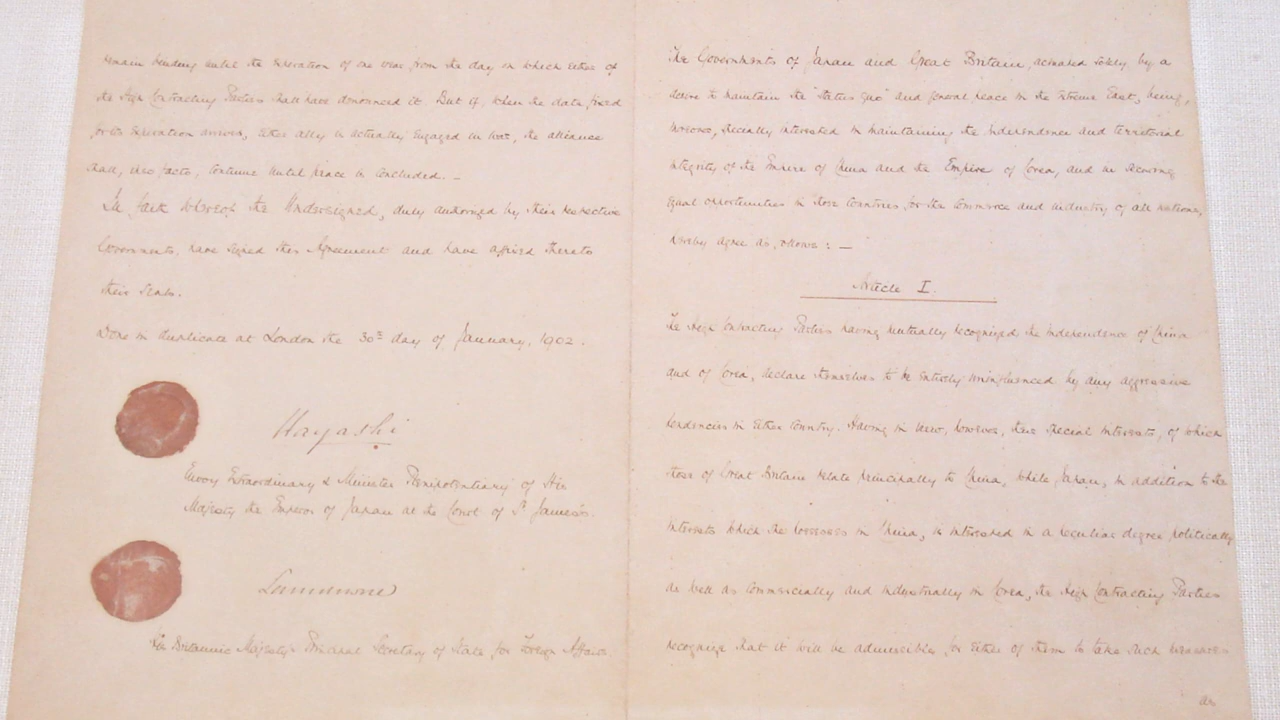 remain binding until the expiration of one year from the day on which either of
the High Contracting Parties shall have denounced it. But if, when the date fixed
for its expiration arrives, either ally is actually engaged in war, the alliance
shall, ipso facto, continue until peace is concluded. —
In faith whereof the Undersigned, duly authorized by their respective
Governments, have signed this Agreement and have affixed thereto
their Seals.
Done in duplicate at London the 30th day of January, 1902.
Hayashi
Envoy Extraordinary & Minister Plenipotentiary of His
Majesty the Emperor of Japan at the Court of St. James's.
Lansdowne
His Britannic Majesty's Principal Secretary of State for Foreign Affairs
The Governments of Japan and Great Britain, actuated solely by a
desire to maintain the "status quo" and general peace in the Extreme East, being,
moreover, specially interested in maintaining the independence and territorial
integrity of the Empire of China and the Empire of Corea, and in securing
equal opportunities in those countries for the commerce and industry of all nations,
hereby agree as follows : —
Article I.
The High Contracting Parties having mutually recognized the independence of China
and of Corea, declare themselves to be entirely uninfluenced by any aggressive
tendencies in either country. Having in view, however, their special interests, of which
those of Great Britain relate principally to China, while Japan, in addition to the
interests which she possesses in China, is interested in a peculiar degree politically
as well as commercially and industrially in Corea, the High Contracting Parties
recognize that it will be admissible for either of them to take such measures
as